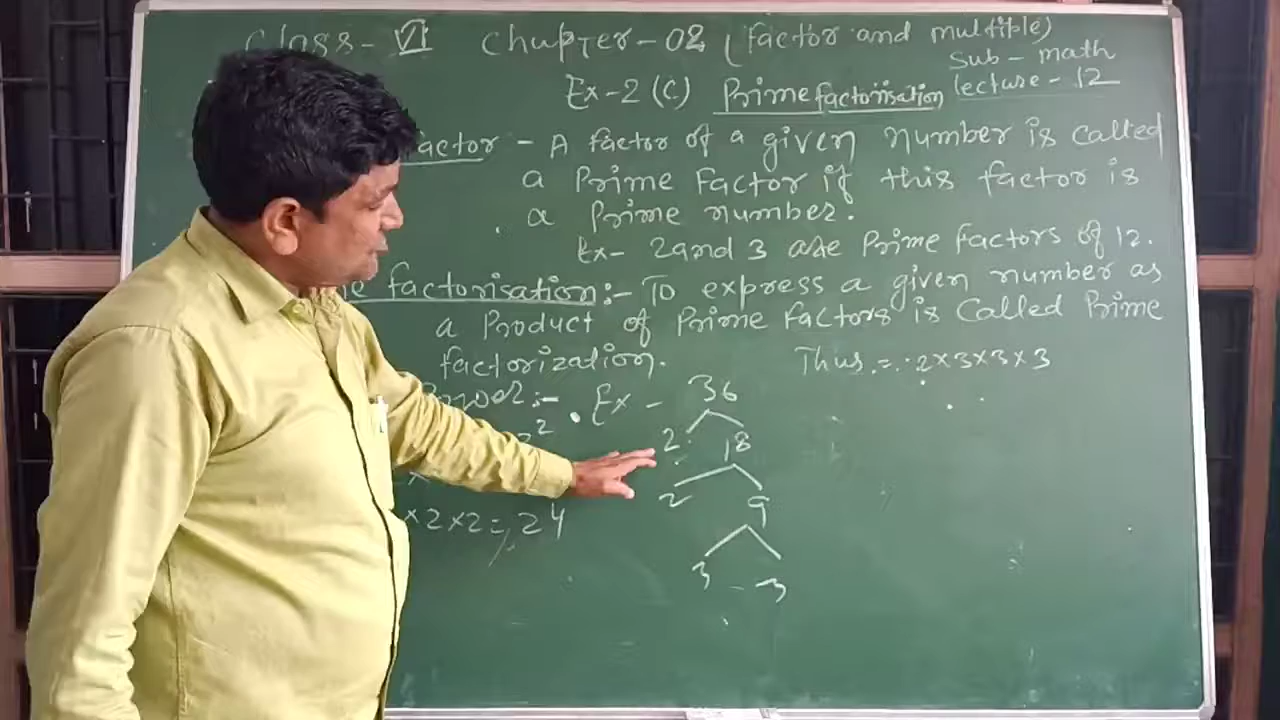 Class - VI Chapter - 02 (factor and multiple)
Sub - math
Ex - 2 (C) Prime factorisation lecture - 12
actor - A factor of a given number is called
a Prime Factor if this factor is
a Prime number.
Ex- 2 and 3 are Prime factors of 12.
me factorisation :- To express a given number as
a Product of Prime factors is Called Prime
factorization.
Thus = 2×3×3×3
Power :- Ex - 36
2 18
2 9
×2×2 = 24
3 - 3